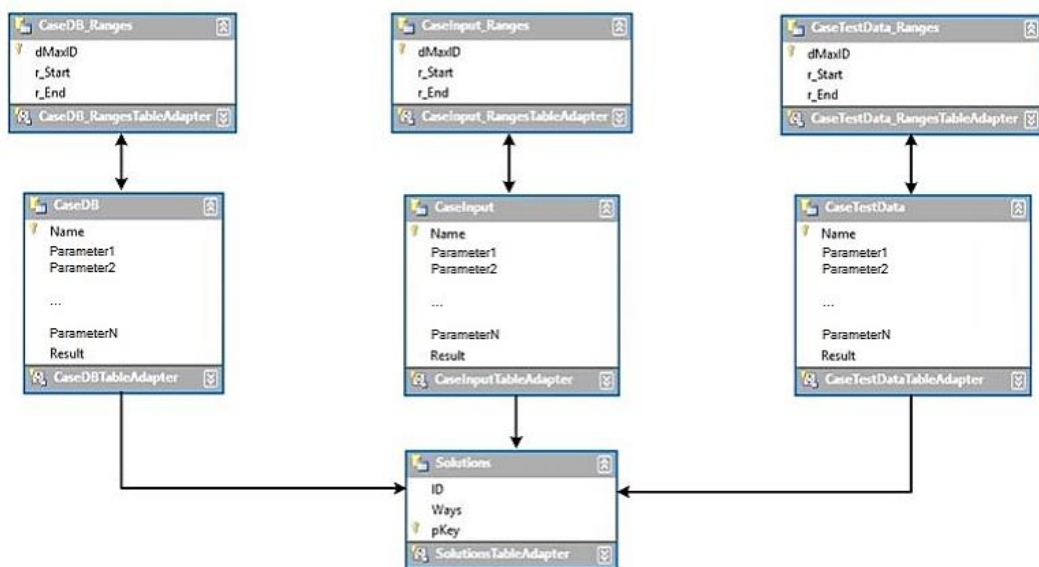 CaseDB_Ranges
dMaxID
r_Start
r_End
CaseDB_RangesTableAdapter
CaseInput_Ranges
dMaxID
r_Start
r_End
CaseInput_RangesTableAdapter
CaseTestData_Ranges
dMaxID
r_Start
r_End
CaseTestData_RangesTableAdapter
CaseDB
Name
Parameter1
Parameter2
...
ParameterN
Result
CaseDBTableAdapter
CaseInput
Name
Parameter1
Parameter2
...
ParameterN
Result
CaseInputTableAdapter
CaseTestData
Name
Parameter1
Parameter2
...
ParameterN
Result
CaseTestDataTableAdapter
Solutions
ID
Ways
pKey
SolutionsTableAdapter